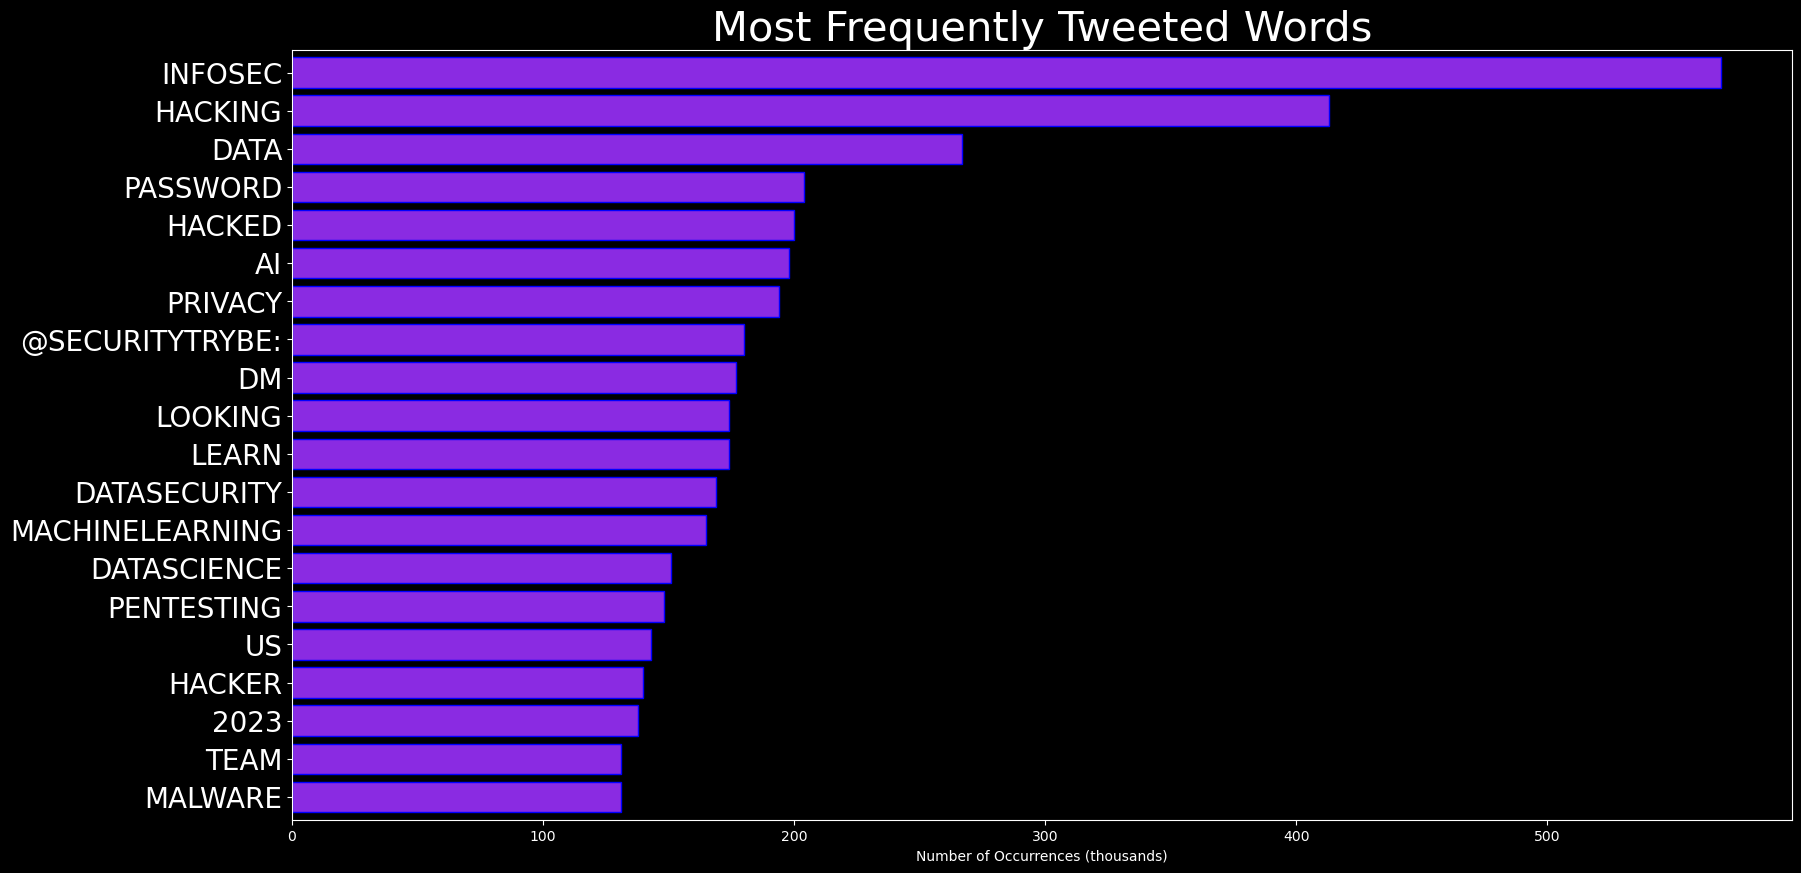 Most Frequently Tweeted Words
INFOSEC
HACKING
DATA
PASSWORD
HACKED
AI
PRIVACY
@SECURITYTRYBE:
DM
LOOKING
LEARN
DATASECURITY
MACHINELEARNING
DATASCIENCE
PENTESTING
US
HACKER
2023
TEAM
MALWARE
0 100 200 300 400 500
Number of Occurrences (thousands)